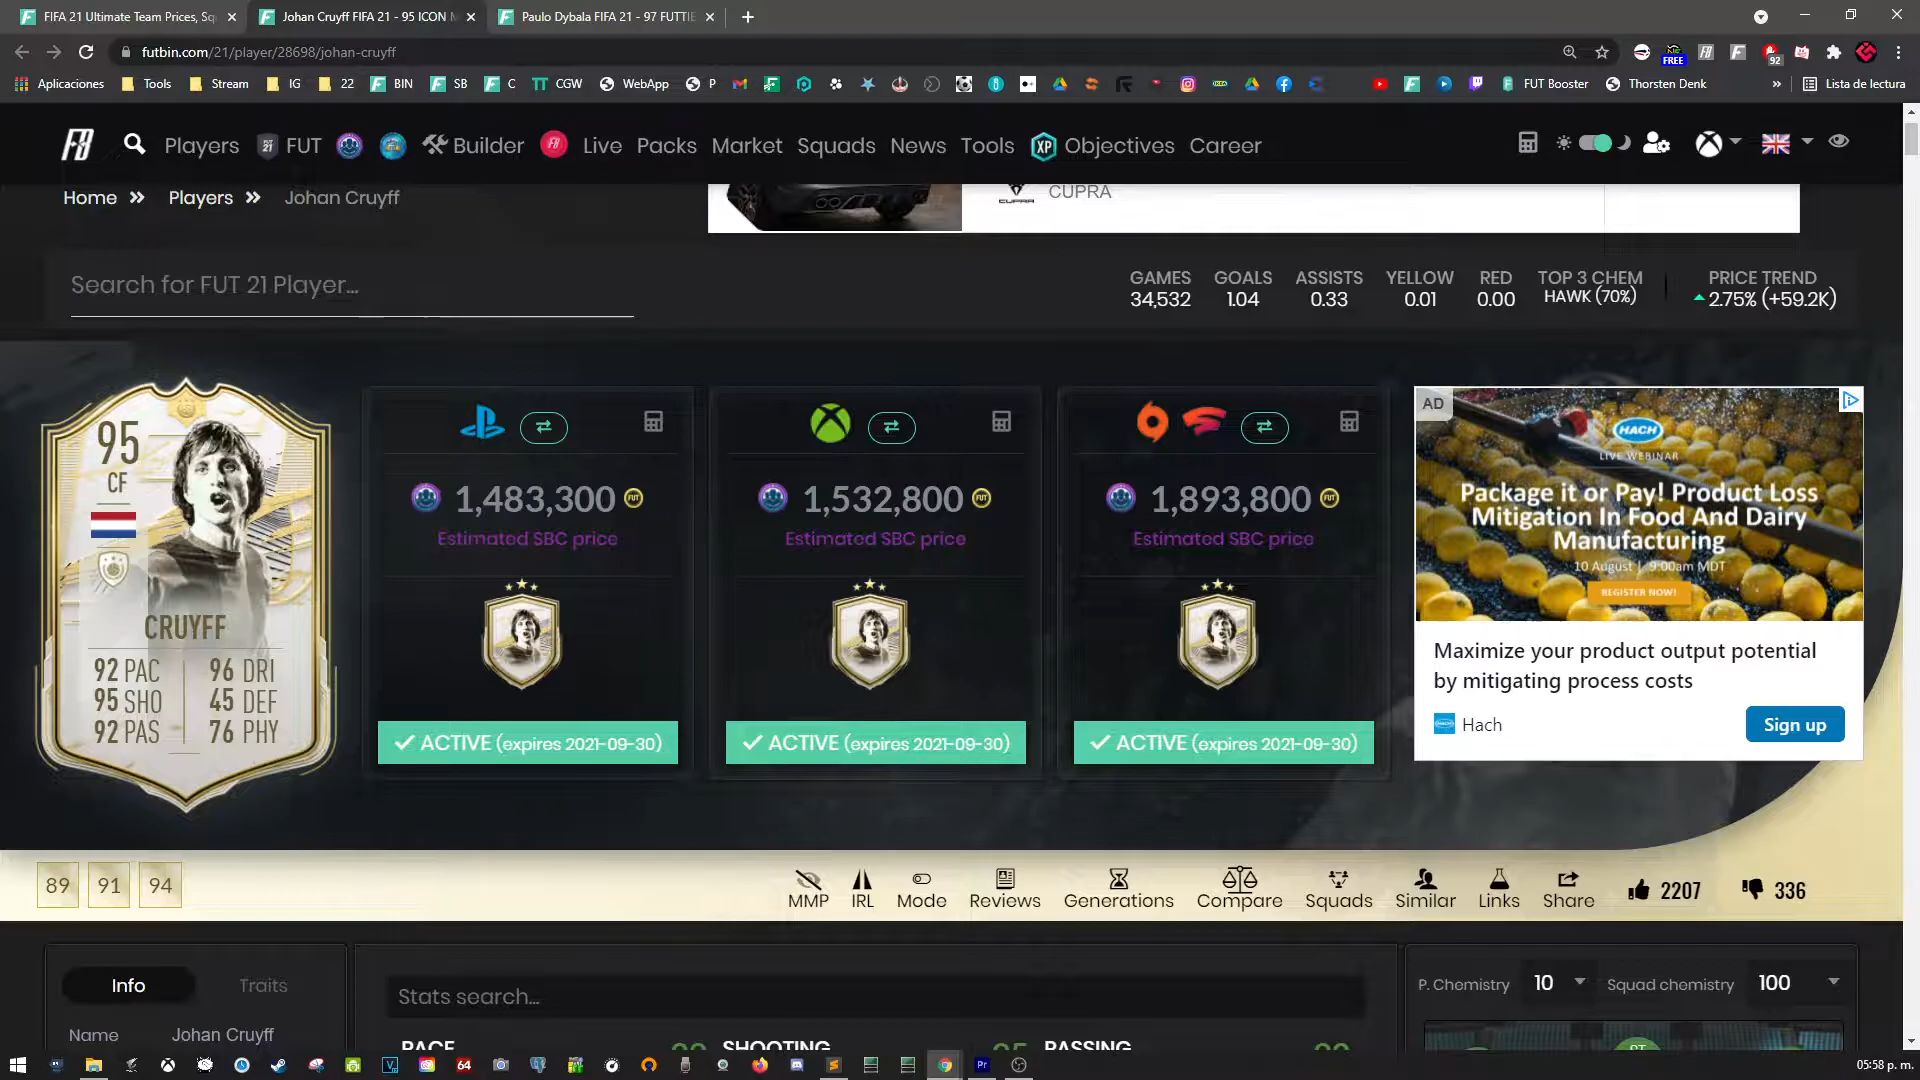 FIFA 21 Ultimate Team Prices, Sq
Johan Cruyff FIFA 21 - 95 ICON M
Paulo Dybala FIFA 21 - 97 FUTTIE
futbin.com/21/player/28698/johan-cruyff
FREE
92
Aplicaciones
Tools
Stream
IG
22
BIN
SB
C
CGW
WebApp
P
FUT Booster
Thorsten Denk
Lista de lectura
Players
FUT
Builder
Live
Packs
Market
Squads
News
Tools
XP
Objectives
Career
Home
Players
Johan Cruyff
CUPRA
CUPRA
Search for FUT 21 Player...
GAMES
34,532
GOALS
1.04
ASSISTS
0.33
YELLOW
0.01
RED
0.00
TOP 3 CHEM
HAWK (70%)
PRICE TREND
2.75% (+59.2K)
95
CF
CRUYFF
92 PAC
96 DRI
95 SHO
45 DEF
92 PAS
76 PHY
1,483,300
Estimated SBC price
ACTIVE (expires 2021-09-30)
1,532,800
Estimated SBC price
ACTIVE (expires 2021-09-30)
1,893,800
Estimated SBC price
ACTIVE (expires 2021-09-30)
AD
HACH
LIVE WEBINAR
Package it or Pay! Product Loss
Mitigation In Food And Dairy
Manufacturing
10 August | 9:00am MDT
REGISTER NOW!
Maximize your product output potential
by mitigating process costs
Hach
Sign up
89
91
94
MMP
IRL
Mode
Reviews
Generations
Compare
Squads
Similar
Links
Share
2207
336
Info
Traits
Name
Johan Cruyff
Stats search...
PACE
SHOOTING
PASSING
P. Chemistry
10
Squad chemistry
100
ST
64
Pr
05:58 p. m.